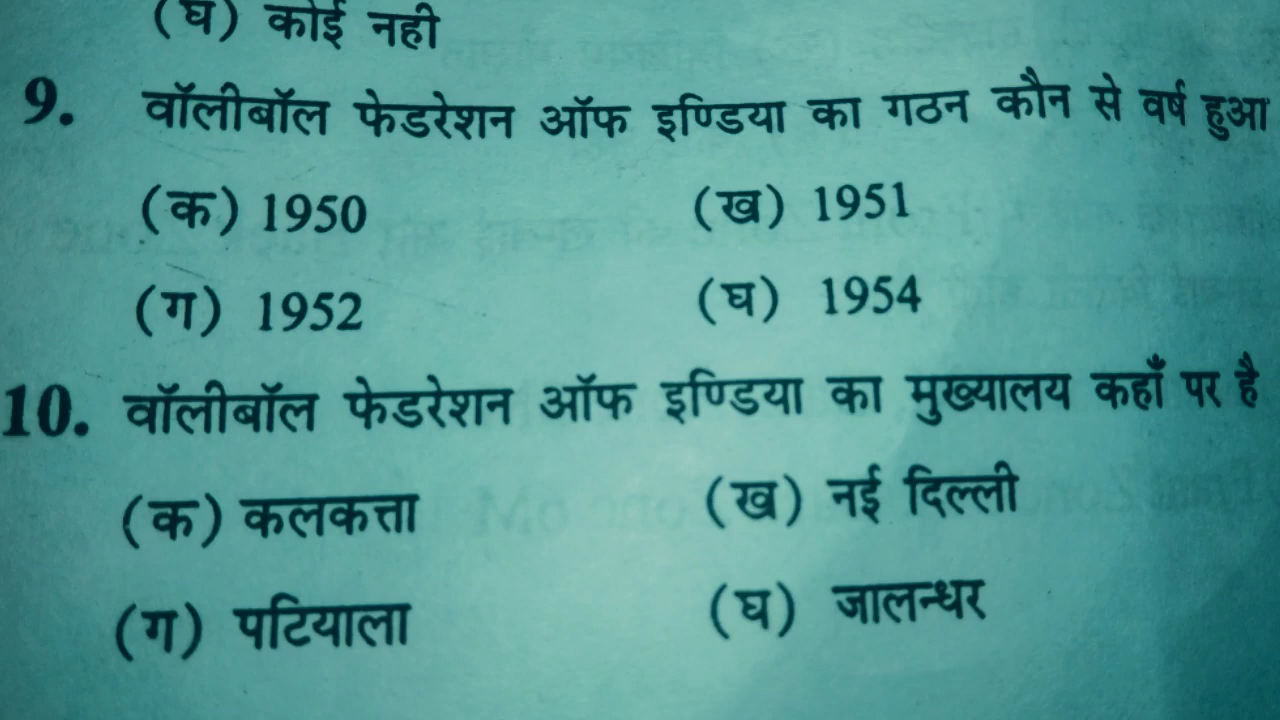 (घ) कोई नही
9. वॉलीबॉल फेडरेशन ऑफ इण्डिया का गठन कौन से वर्ष हुआ
(क) 1950 (ख) 1951
(ग) 1952 (घ) 1954
10. वॉलीबॉल फेडरेशन ऑफ इण्डिया का मुख्यालय कहाँ पर है
(क) कलकत्ता (ख) नई दिल्ली
(ग) पटियाला (घ) जालन्धर